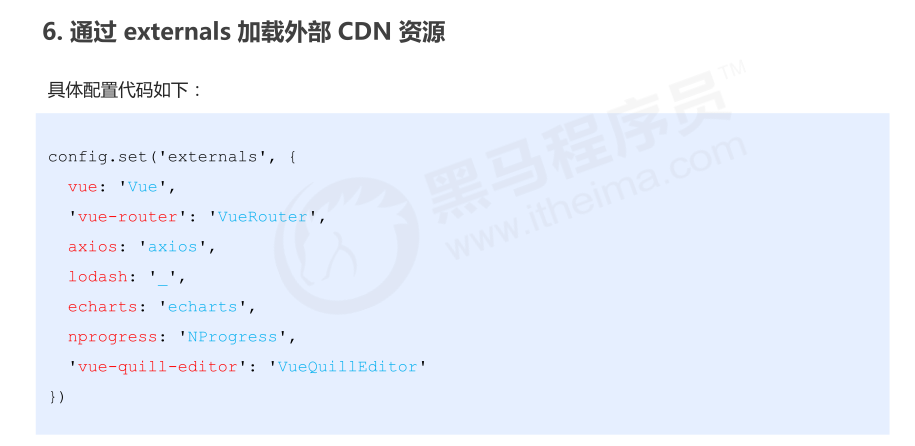 6. 通过 externals 加载外部 CDN 资源
具体配置代码如下：
config.set('externals', {
  vue: 'Vue',
  'vue-router': 'VueRouter',
  axios: 'axios',
  lodash: '_',
  echarts: 'echarts',
  nprogress: 'NProgress',
  'vue-quill-editor': 'VueQuillEditor'
})
黑马程序员™
www.itheima.com